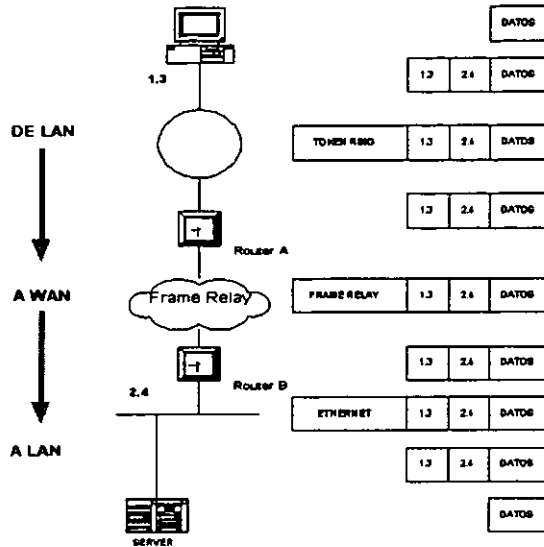 DATOS
1.3
1.3 2.4 DATOS
DE LAN
TOKEN RING 1.3 2.4 DATOS
1.3 2.4 DATOS
Router A
A WAN
Frame Relay
FRAME RELAY 1.3 2.4 DATOS
1.3 2.4 DATOS
Router B
2.4
ETHERNET 1.3 2.4 DATOS
A LAN
1.3 2.4 DATOS
DATOS
SERVER